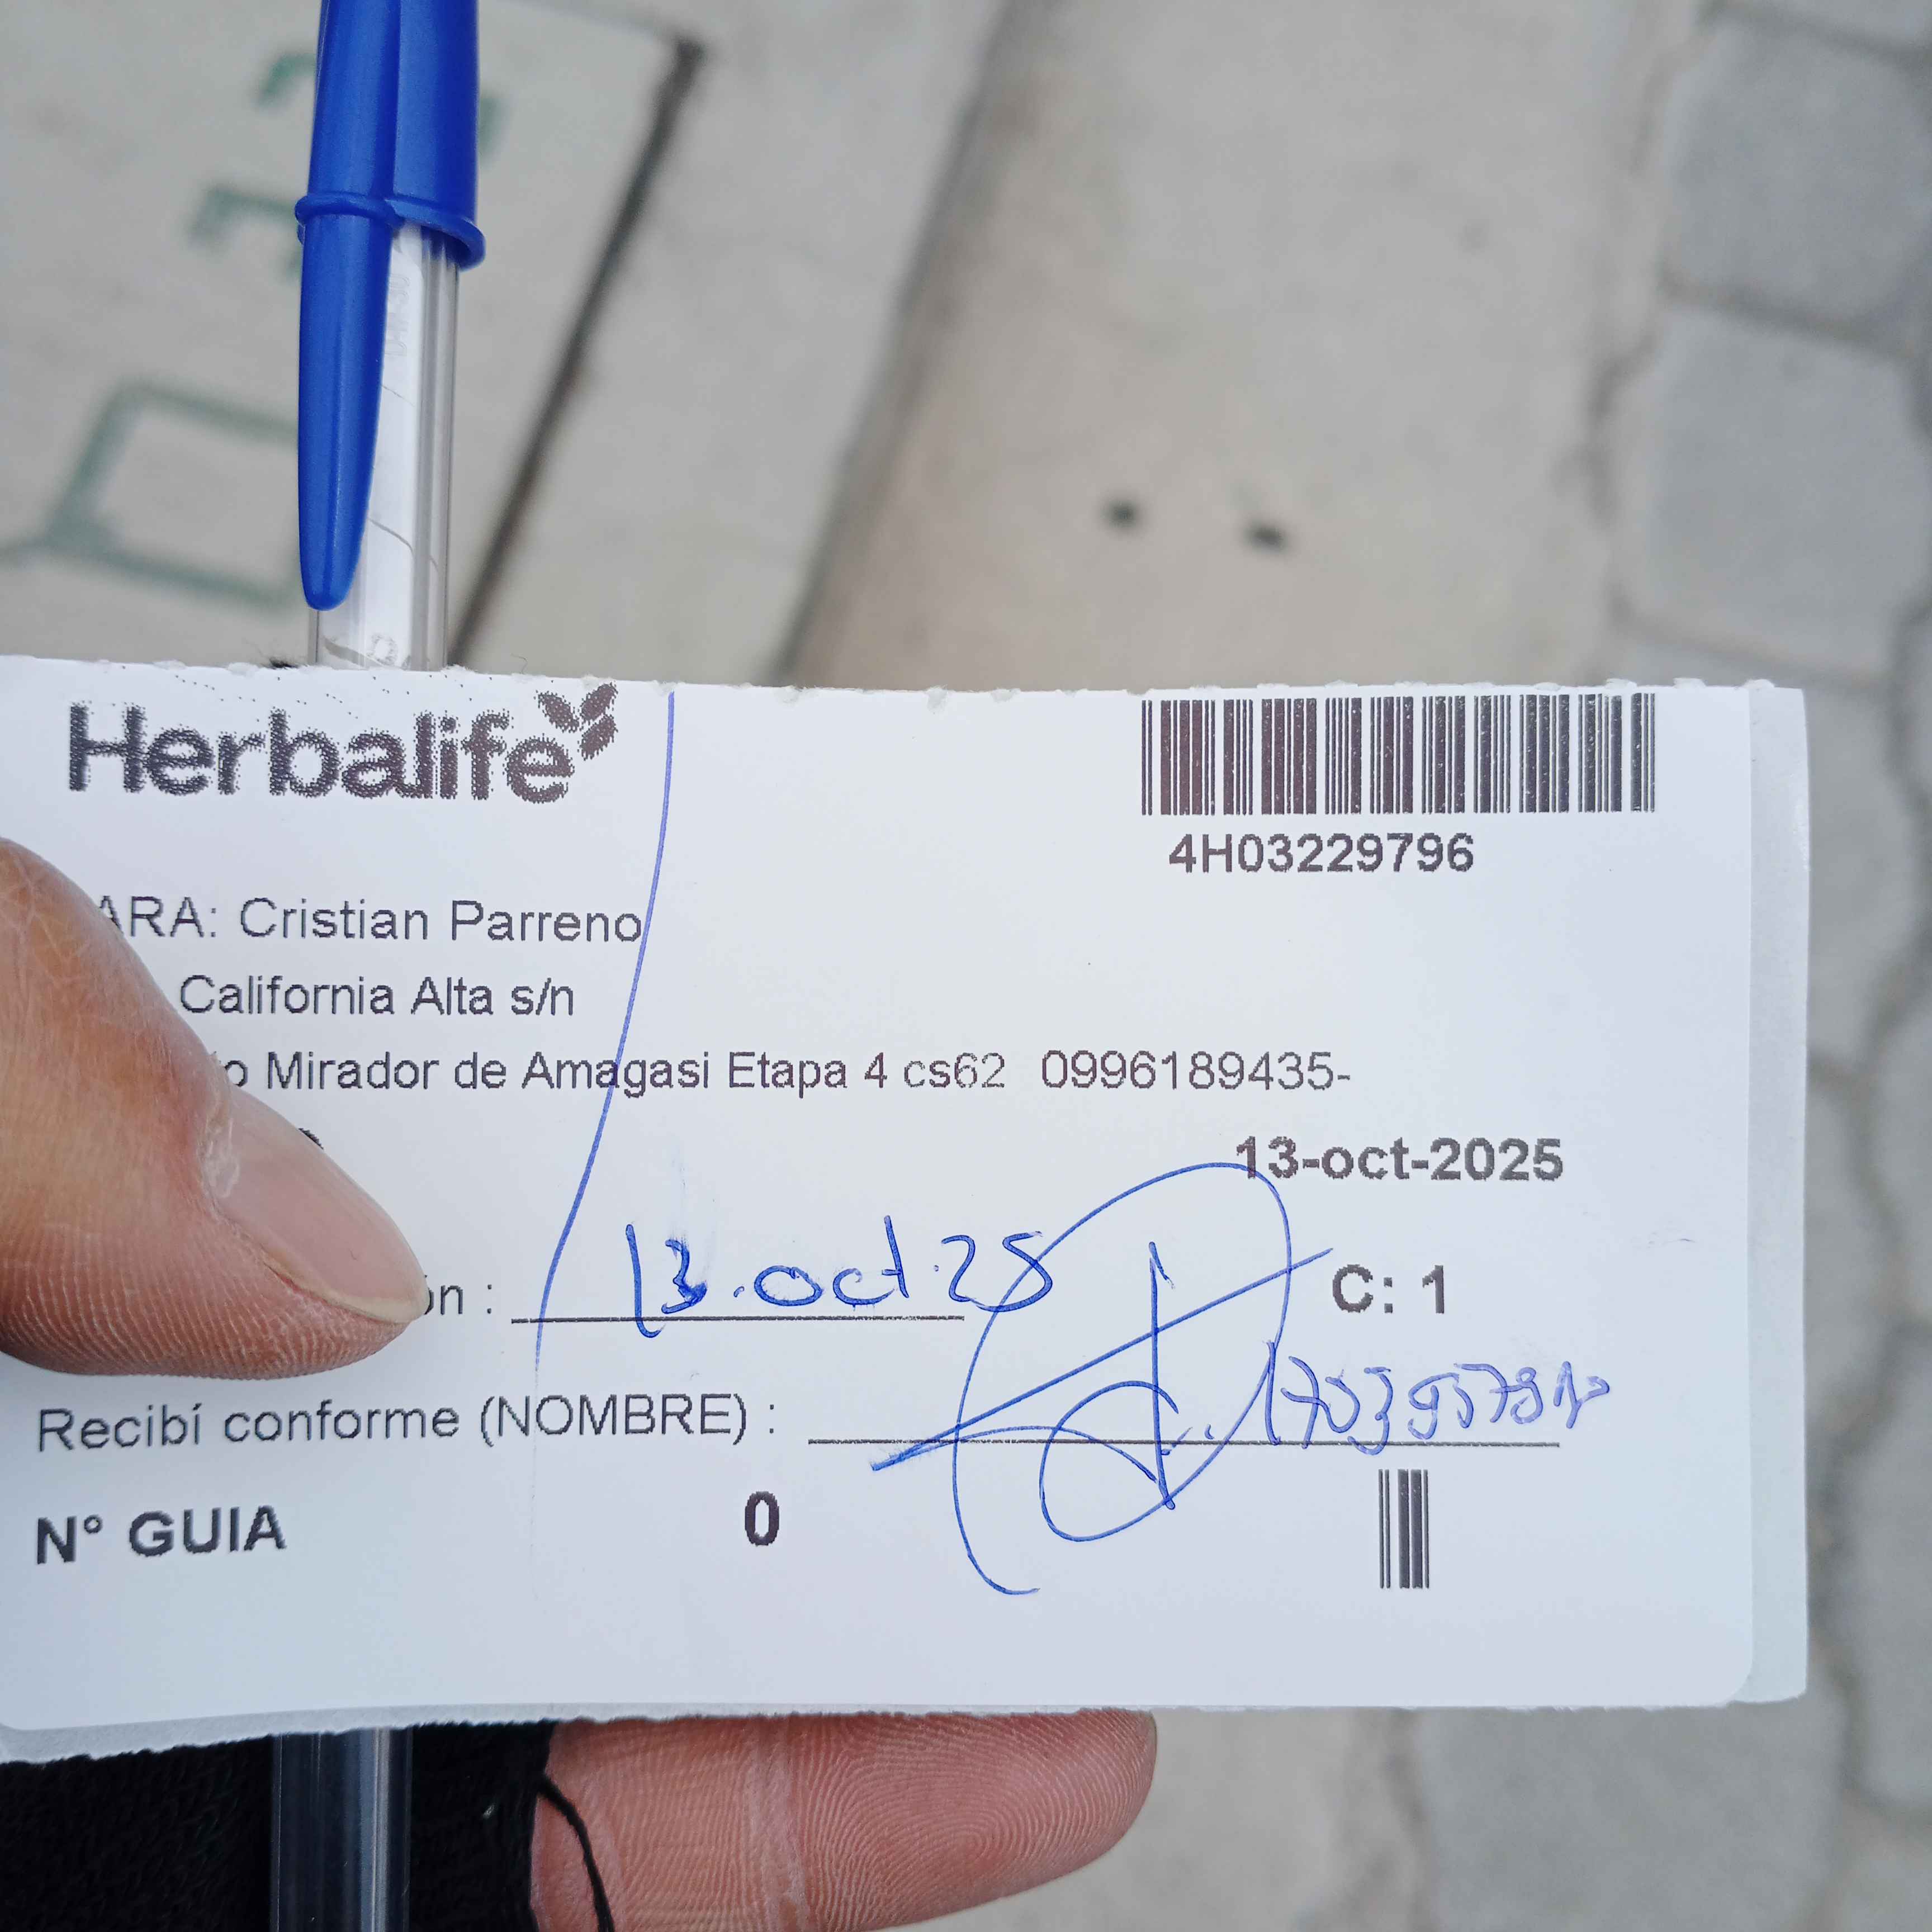 Herbalife
4H03229796
ARA: Cristian Parreno
California Alta s/n
o Mirador de Amagasi Etapa 4 cs62 0996189435-
13-oct-2025
ón : 13.oct.25
C: 1
Recibí conforme (NOMBRE) :
N° GUIA 0